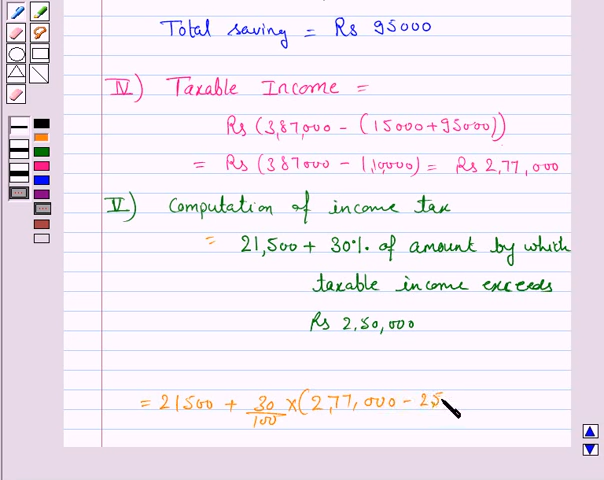 Total saving = Rs 95000
IV) Taxable Income =
Rs (3,87,000 - (15000+95000))
= Rs (387000 - 1,10000) = Rs 2,77,000
V) Computation of income tax
= 21,500 + 30% of amount by which
taxable income exceeds
Rs 2,50,000
= 21500 + 30/100 × (2,77,000 - 2,5